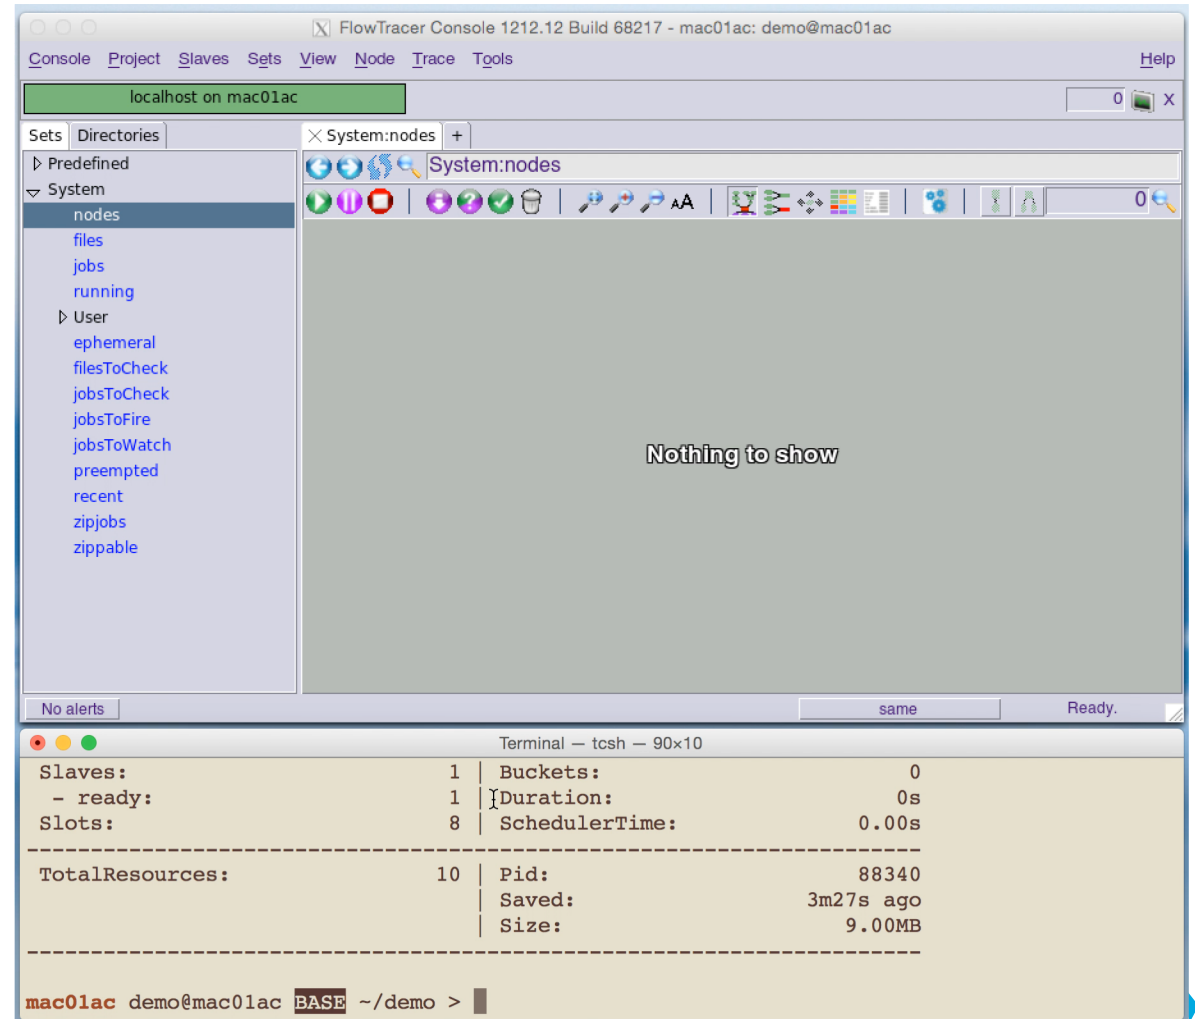 FlowTracer Console 1212.12 Build 68217 - mac01ac: demo@mac01ac
Console Project Slaves Sets View Node Trace Tools Help
localhost on mac01ac 0 X
Sets Directories System:nodes +
Predefined
System:nodes
System
AA 0
nodes
files
jobs
running
User
ephemeral
filesToCheck
jobsToCheck
jobsToFire
jobsToWatch
Nothing to show
preempted
recent
zipjobs
zippable
No alerts same Ready.
Terminal — tcsh — 90×10
Slaves: 1 | Buckets: 0
- ready: 1 | Duration: 0s
Slots: 8 | SchedulerTime: 0.00s
----------------------------------------------------------------------
TotalResources: 10 | Pid: 88340
| Saved: 3m27s ago
| Size: 9.00MB
----------------------------------------------------------------------
mac01ac demo@mac01ac BASE ~/demo >